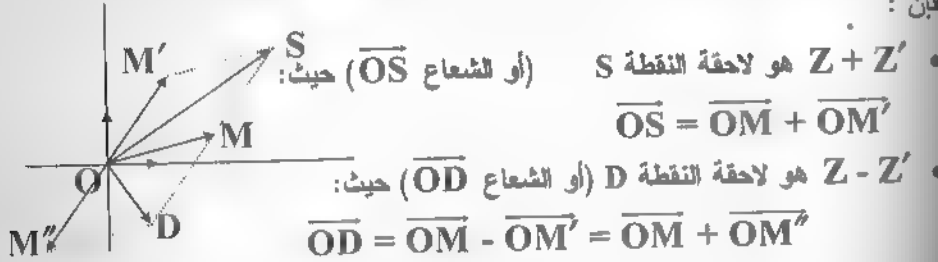 فإن :
• Z + Z′ هو لاحقة النقطة S (أو الشعاع OS) حيث:
OS = OM + OM′
• Z - Z′ هو لاحقة النقطة D (أو الشعاع OD) حيث:
OD = OM - OM′ = OM + OM″
M′
S
M
O
D
M″